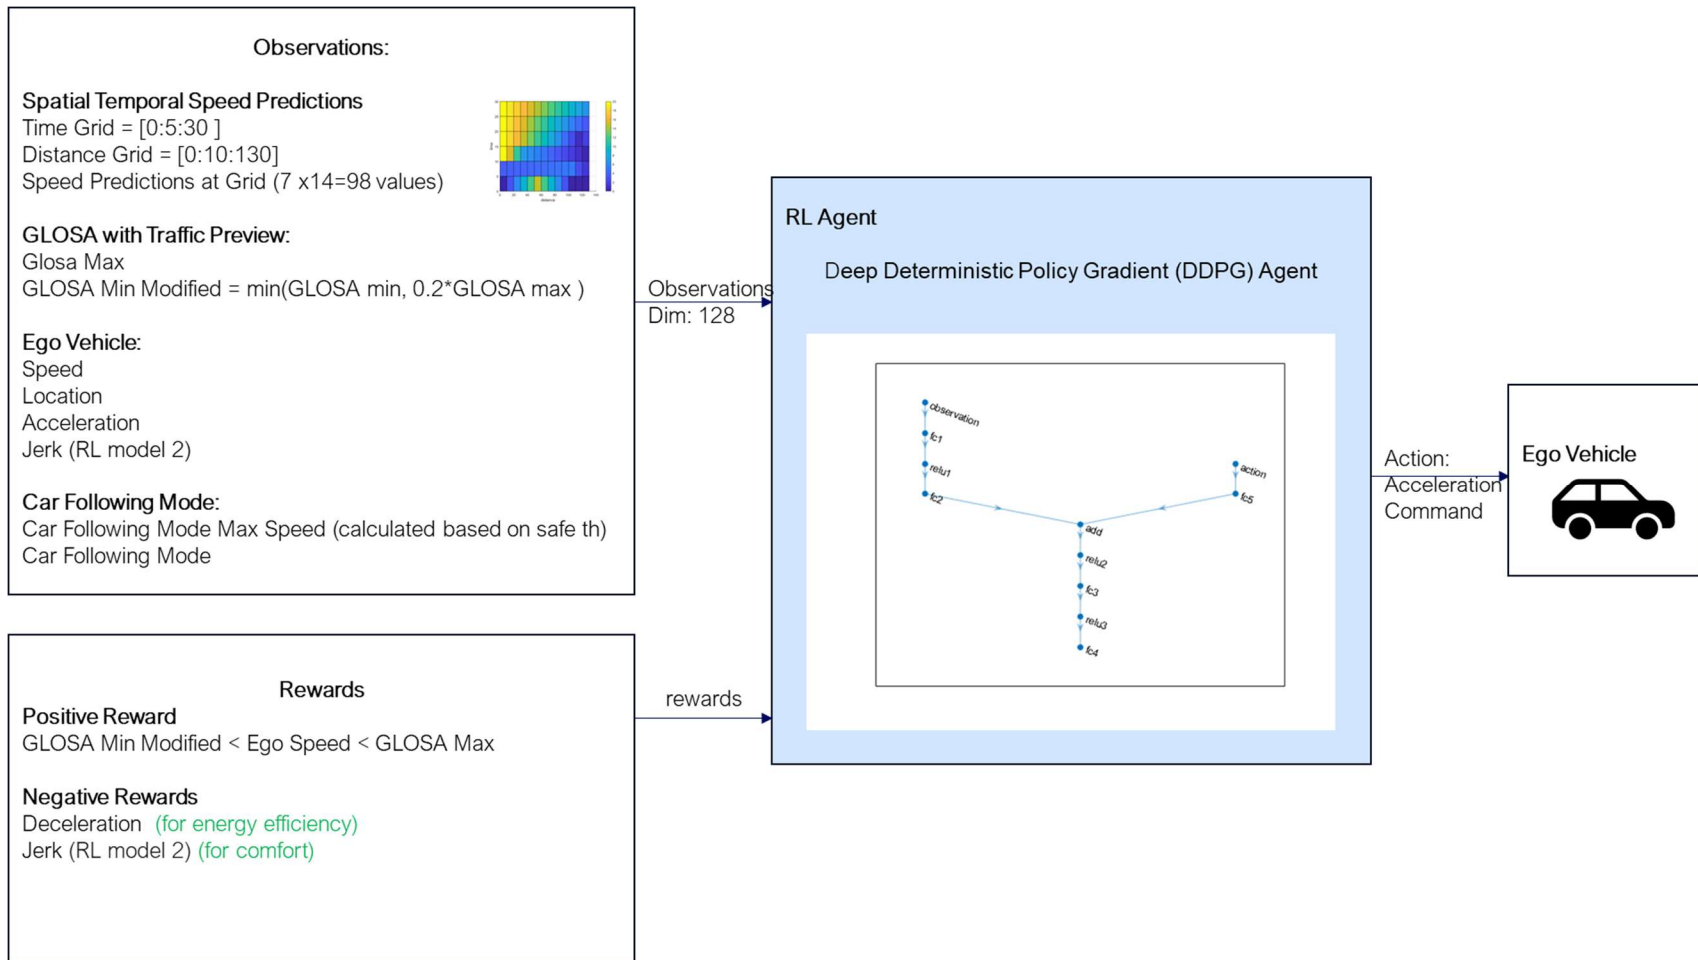 Observations:
Spatial Temporal Speed Predictions
Time Grid = [0:5:30 ]
Distance Grid = [0:10:130]
Speed Predictions at Grid (7 x14=98 values)
GLOSA with Traffic Preview:
Glosa Max
GLOSA Min Modified = min(GLOSA min, 0.2*GLOSA max )
Ego Vehicle:
Speed
Location
Acceleration
Jerk (RL model 2)
Car Following Mode:
Car Following Mode Max Speed (calculated based on safe th)
Car Following Mode
Rewards
Positive Reward
GLOSA Min Modified < Ego Speed < GLOSA Max
Negative Rewards
Deceleration (for energy efficiency)
Jerk (RL model 2) (for comfort)
Observations
Dim: 128
rewards
RL Agent
Deep Deterministic Policy Gradient (DDPG) Agent
observation
fc1
relu1
fc2
action
fc5
add
relu2
fc3
relu3
fc4
Action:
Acceleration
Command
Ego Vehicle